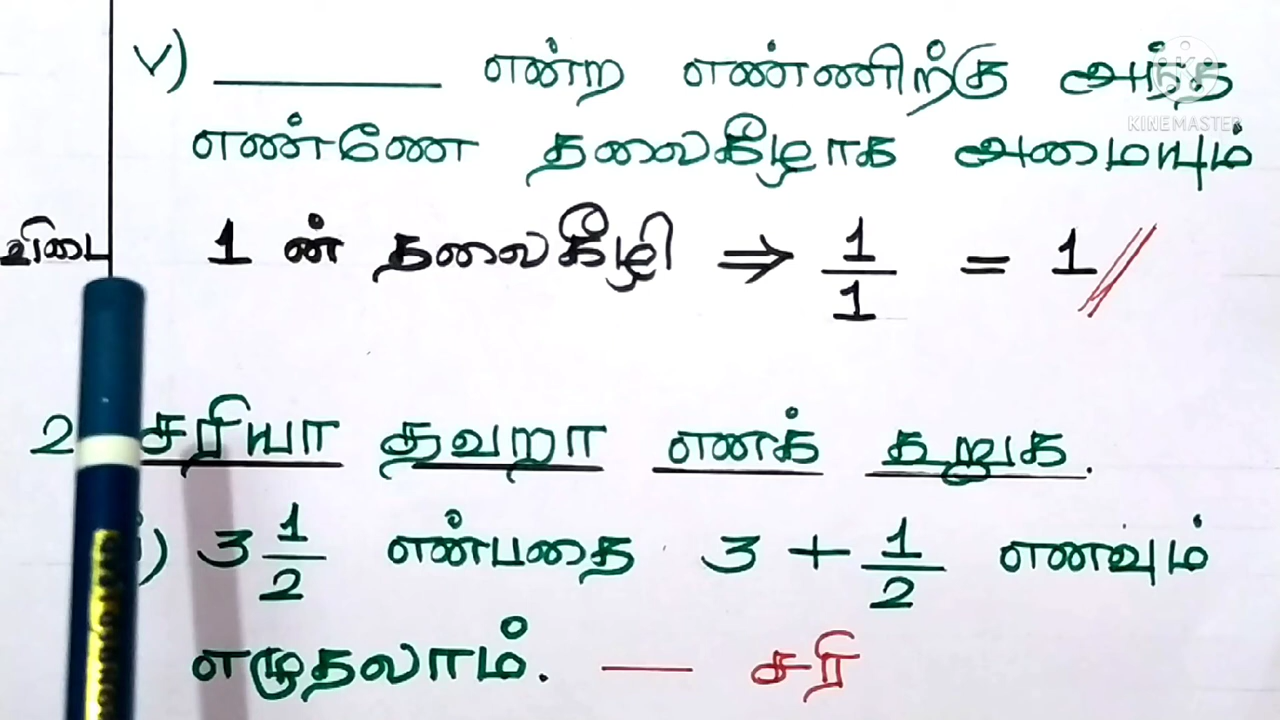 v) ________ என்ற எண்ணிற்கு அந்த
KINEMASTER
எண்ணே தலைகீழாக அமையும்
விடை 1 ன் தலைகீழி ⇒ 1/1 = 1 //
2 சரியா தவறா எனக் கூறுக.
i) 3 1/2 என்பதை 3 + 1/2 எனவும்
எழுதலாம். — சரி